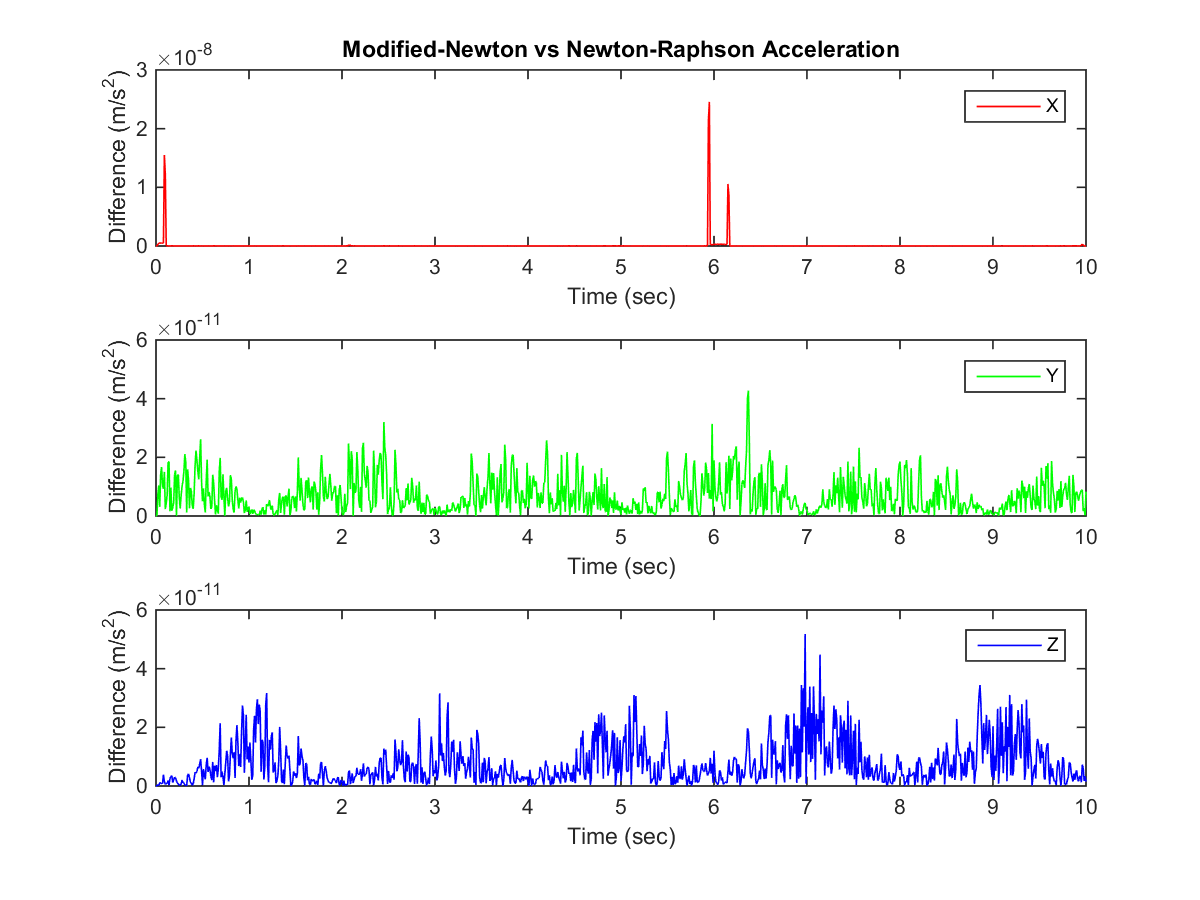 Modified-Newton vs Newton-Raphson Acceleration
×10-8
3
2
1
0
Difference (m/s2)
X
0 1 2 3 4 5 6 7 8 9 10
Time (sec)
×10-11
6
4
2
0
Difference (m/s2)
Y
0 1 2 3 4 5 6 7 8 9 10
Time (sec)
×10-11
6
4
2
0
Difference (m/s2)
Z
0 1 2 3 4 5 6 7 8 9 10
Time (sec)